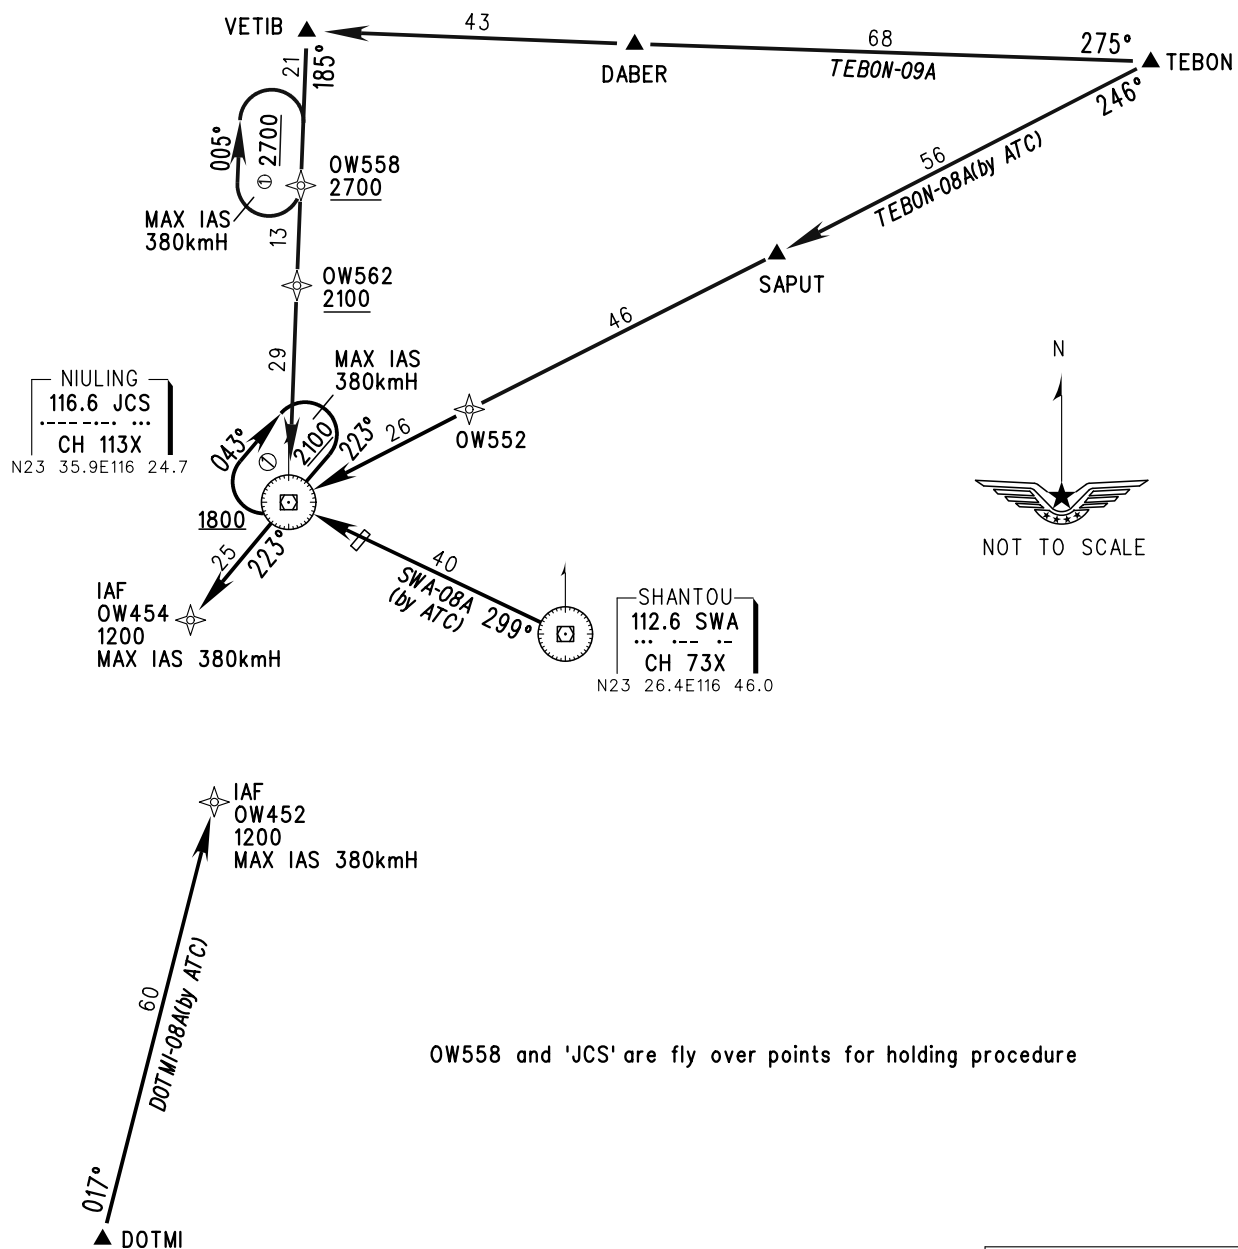 VETIB
43
68
275°
TEBON
DABER
TEBON-09A
21
185°
246°
005°
2700
①
OW558
2700
56
TEBON-08A(by ATC)
MAX IAS
380kmH
13
SAPUT
OW562
2100
46
29
MAX IAS
380kmH
N
NIULING
116.6 JCS
·---- -·- ·  ···
CH 113X
N23 35.9E116 24.7
043°
①
2100
223°
26
OW552
1800
25
223°
NOT TO SCALE
40
SWA-08A
(by ATC)
299°
IAF
OW454
1200
MAX IAS 380kmH
SHANTOU
112.6 SWA
··· ·-- ·-
CH 73X
N23 26.4E116 46.0
IAF
OW452
1200
MAX IAS 380kmH
60
DOTMI-08A(by ATC)
OW558 and 'JCS' are fly over points for holding procedure
017°
DOTMI